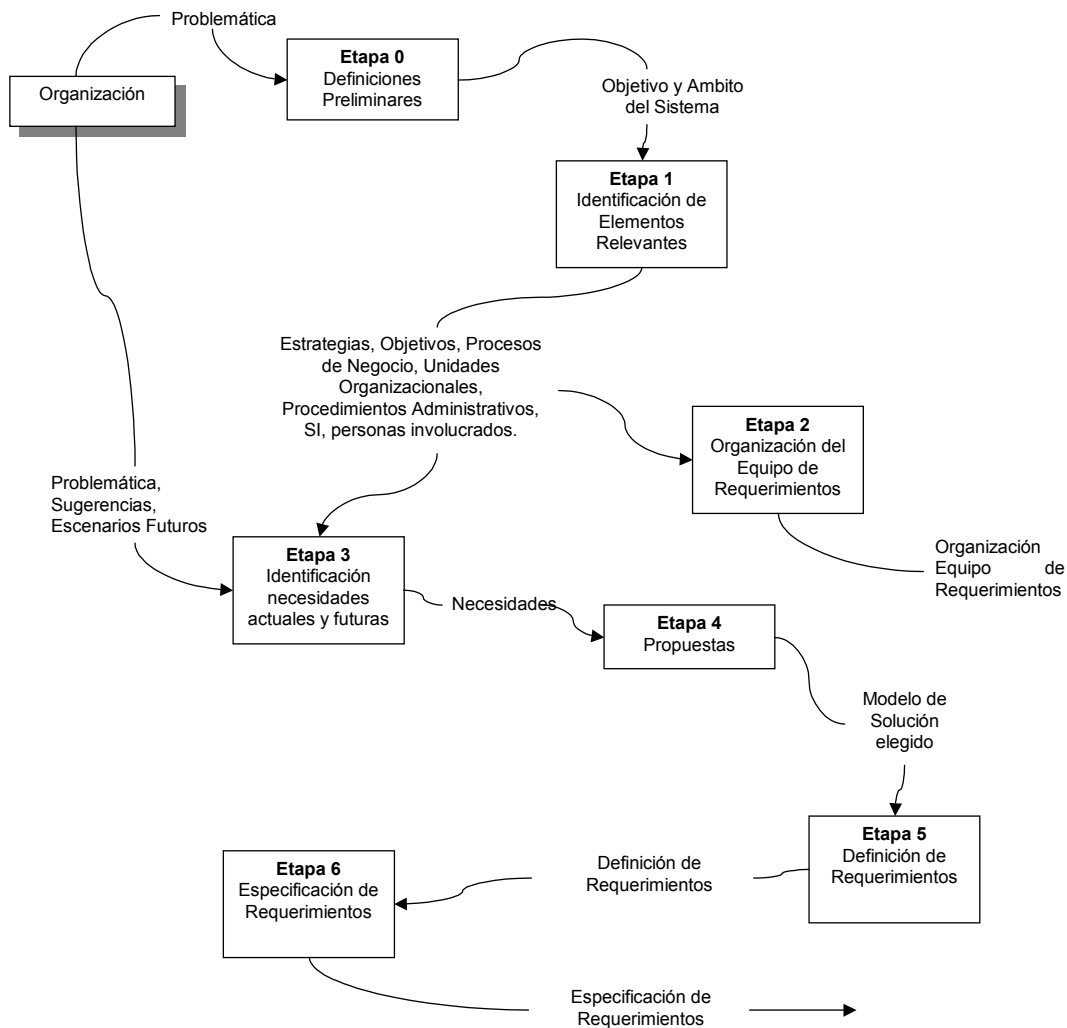 Problemática
Organización
Etapa 0
Definiciones
Preliminares
Objetivo y Ambito
del Sistema
Etapa 1
Identificación de
Elementos
Relevantes
Estrategias, Objetivos, Procesos
de Negocio, Unidades
Organizacionales,
Procedimientos Administrativos,
SI, personas involucrados.
Etapa 2
Organización del
Equipo de
Requerimientos
Organización
Equipo de
Requerimientos
Problemática,
Sugerencias,
Escenarios Futuros
Etapa 3
Identificación
necesidades
actuales y futuras
Necesidades
Etapa 4
Propuestas
Modelo de
Solución
elegido
Etapa 5
Definición de
Requerimientos
Definición de
Requerimientos
Etapa 6
Especificación de
Requerimientos
Especificación de
Requerimientos